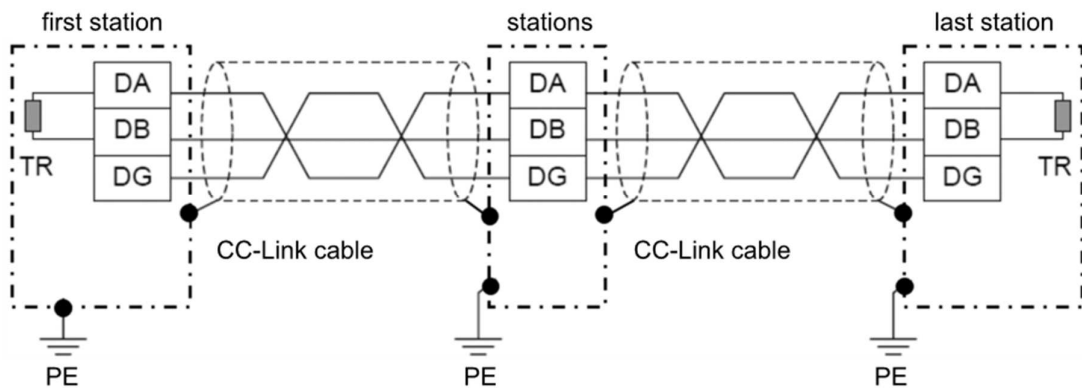 first station stations last station
DA DA DA
DB DB DB
TR DG DG DG TR
CC-Link cable CC-Link cable
PE PE PE